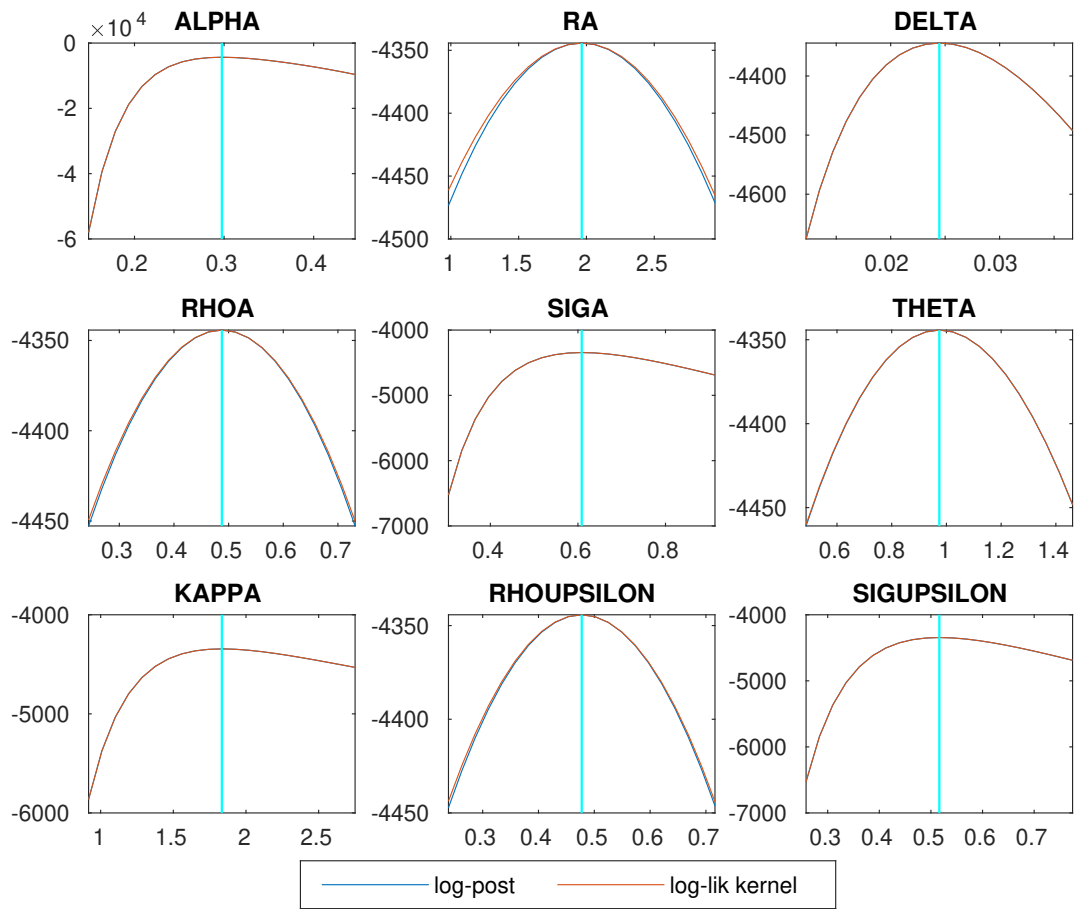 ALPHA
×10^4
0
-2
-4
-6
0.2 0.3 0.4
RA
-4350
-4400
-4450
-4500
1 1.5 2 2.5
DELTA
-4400
-4500
-4600
0.02 0.03
RHOA
-4350
-4400
-4450
0.3 0.4 0.5 0.6 0.7
SIGA
-4000
-5000
-6000
-7000
0.4 0.6 0.8
THETA
-4350
-4400
-4450
0.6 0.8 1 1.2 1.4
KAPPA
-4000
-5000
-6000
1 1.5 2 2.5
RHOUPSILON
-4350
-4400
-4450
0.3 0.4 0.5 0.6 0.7
SIGUPSILON
-4000
-5000
-6000
-7000
0.3 0.4 0.5 0.6 0.7
log-post log-lik kernel